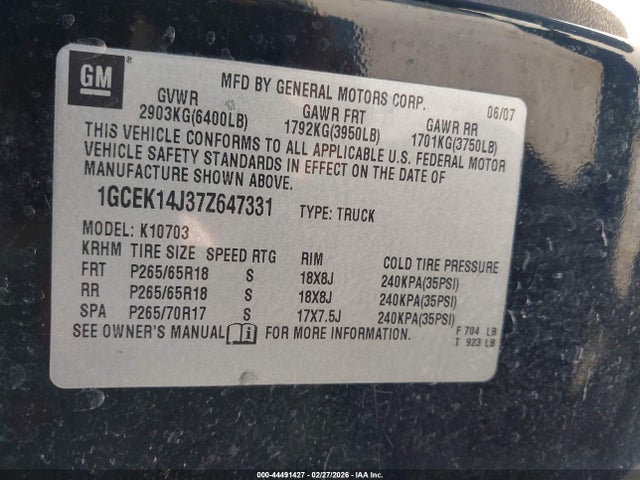 GM ®
MFD BY GENERAL MOTORS CORP. 06/07
GVWR GAWR FRT GAWR RR
2903KG(6400LB) 1792KG(3950LB) 1701KG(3750LB)
THIS VEHICLE CONFORMS TO ALL APPLICABLE U.S. FEDERAL MOTOR
VEHICLE SAFETY STANDARDS IN EFFECT ON THE DATE OF
MANUFACTURE SHOWN ABOVE.
1GCEK14J37Z647331 TYPE: TRUCK
MODEL: K10703
KRHM TIRE SIZE SPEED RTG RIM COLD TIRE PRESSURE
FRT P265/65R18 S 18X8J 240KPA(35PSI)
RR P265/65R18 S 18X8J 240KPA(35PSI)
SPA P265/70R17 S 17X7.5J 240KPA(35PSI)
SEE OWNER'S MANUAL FOR MORE INFORMATION. F 704 LB
T 923 LB
000-44491427 - 02/27/2026 - IAA Inc.